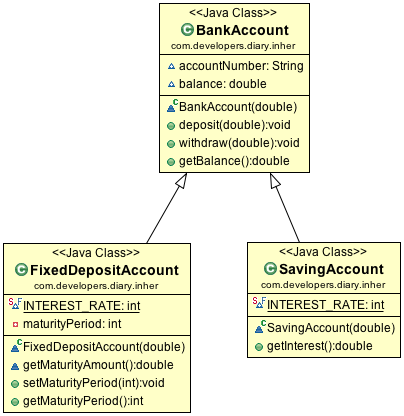 <<Java Class>>
BankAccount
com.developers.diary.inher
accountNumber: String
balance: double
BankAccount(double)
deposit(double):void
withdraw(double):void
getBalance():double
<<Java Class>>
FixedDepositAccount
com.developers.diary.inher
INTEREST_RATE: int
maturityPeriod: int
FixedDepositAccount(double)
getMaturityAmount():double
setMaturityPeriod(int):void
getMaturityPeriod():int
<<Java Class>>
SavingAccount
com.developers.diary.inher
INTEREST_RATE: int
SavingAccount(double)
getInterest():double